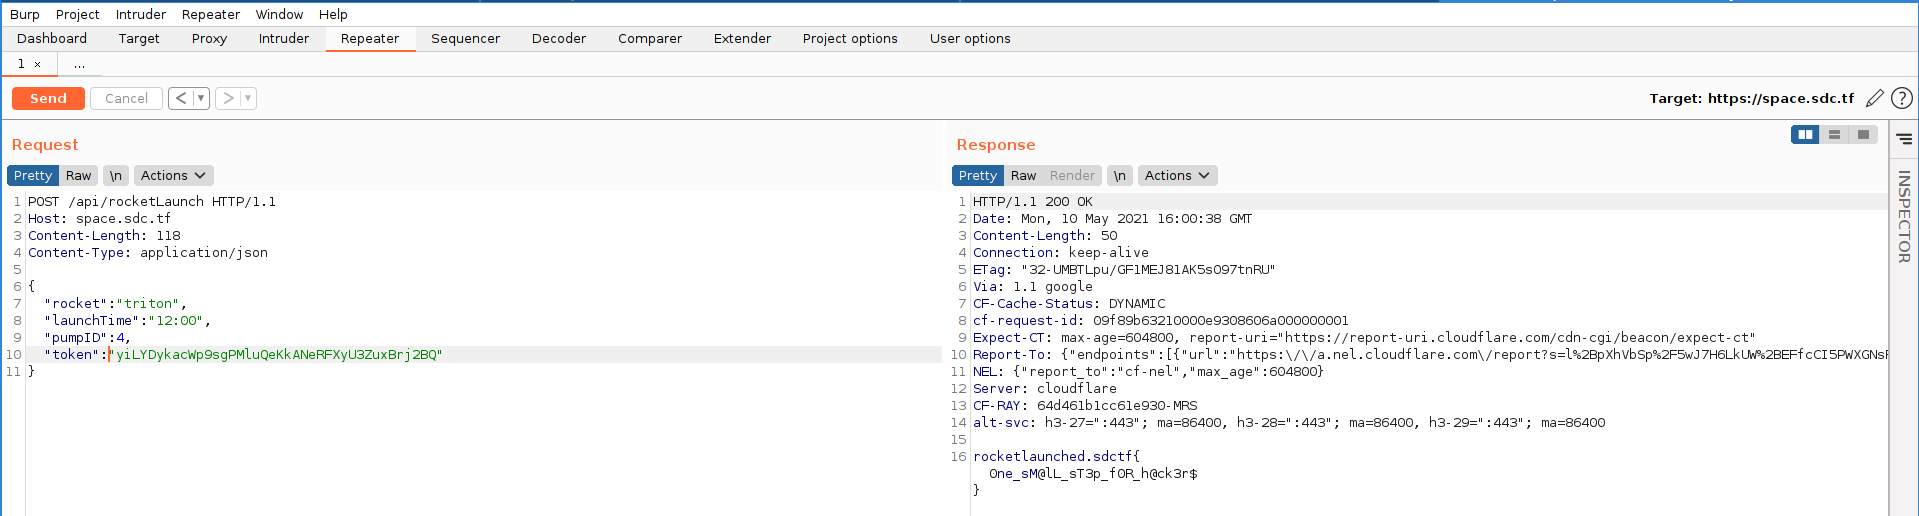 Burp Project Intruder Repeater Window Help
Dashboard Target Proxy Intruder Repeater Sequencer Decoder Comparer Extender Project options User options
1 × ...
Send Cancel < > Target: https://space.sdc.tf ?
Request
Pretty Raw \n Actions
1 POST /api/rocketLaunch HTTP/1.1
2 Host: space.sdc.tf
3 Content-Length: 118
4 Content-Type: application/json
5
6 {
7 "rocket":"triton",
8 "launchTime":"12:00",
9 "pumpID":4,
10 "token":"yiLYDykacWp9sgPMluQeKkANeRFXyU3ZuxBrj2BQ"
11 }
Response
Pretty Raw Render \n Actions
1 HTTP/1.1 200 OK
2 Date: Mon, 10 May 2021 16:00:38 GMT
3 Content-Length: 50
4 Connection: keep-alive
5 ETag: "32-UMBTLpu/GFlMEJ8lAK5sO97tnRU"
6 Via: 1.1 google
7 CF-Cache-Status: DYNAMIC
8 cf-request-id: 09f89b63210000e9308606a000000001
9 Expect-CT: max-age=604800, report-uri="https://report-uri.cloudflare.com/cdn-cgi/beacon/expect-ct"
10 Report-To: {"endpoints":[{"url":"https:\/\/a.nel.cloudflare.com\/report?s=l%2BpXhVbSp%2F5wJ7H6LkUW%2BEFfcCI5PWXGNsF
11 NEL: {"report_to":"cf-nel","max_age":604800}
12 Server: cloudflare
13 CF-RAY: 64d461b1cc61e930-MRS
14 alt-svc: h3-27=":443"; ma=86400, h3-28=":443"; ma=86400, h3-29=":443"; ma=86400
15
16 rocketlaunched.sdctf{
0ne_sM@lL_sT3p_f0R_h@ck3r$
}
INSPECTOR